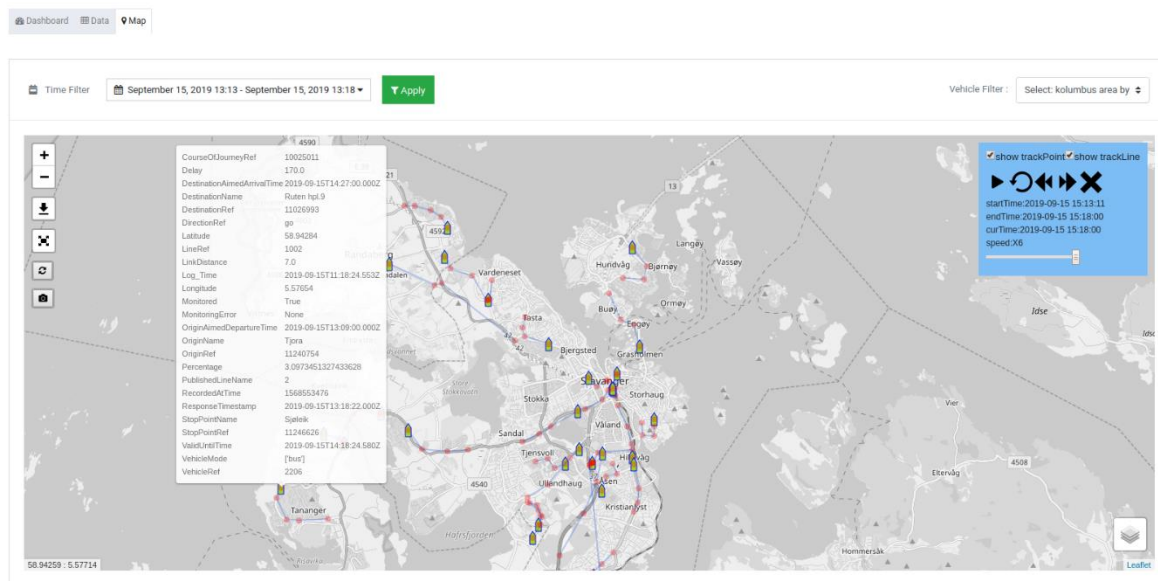 Dashboard Data Map
Time Filter September 15, 2019 13:13 - September 15, 2019 13:18 Apply Vehicle Filter : Select: kolumbus area by
+
−
CourseOfJourneyRef 10025011
Delay 170.0
DestinationAimedArrivalTime 2019-09-15T14:27:00.000Z
DestinationName Ruten hpl.9
DestinationRef 11026993
DirectionRef go
Latitude 58.94284
LineRef 1002
LinkDistance 7.0
Log_Time 2019-09-15T11:18:24.553Z
Longitude 5.57654
Monitored True
MonitoringError None
OriginAimedDepartureTime 2019-09-15T13:09:00.000Z
OriginName Tjora
OriginRef 11240754
Percentage 3.0973451327433628
PublishedLineName 2
RecordedAtTime 1568553476
ResponseTimestamp 2019-09-15T13:18:22.000Z
StopPointName Sjøleik
StopPointRef 11246626
ValidUntilTime 2019-09-15T14:18:24.580Z
VehicleMode ['bus']
VehicleRef 2206
show trackPoint show trackLine
startTime:2019-09-15 15:13:11
endTime:2019-09-15 15:18:00
curTime:2019-09-15 15:18:00
speed:X6
4590
21
13
4592
Langøy
Hundvåg
Bjørnøy
Vassøy
Vardeneset
Buøy
Ormøy
Idse
Tasta
Engøy
Bjergsted
Grasholmen
Stavanger
Stokka
Storhaug
Vier
Våland
Sandal
Tjensvoll
Hillevåg
4508
Eltervåg
4540
Ullandhaug
Åsen
Tananger
Kristianlyst
Hafrsfjorden
Hommersåk
58.94259 : 5.57714
Leaflet